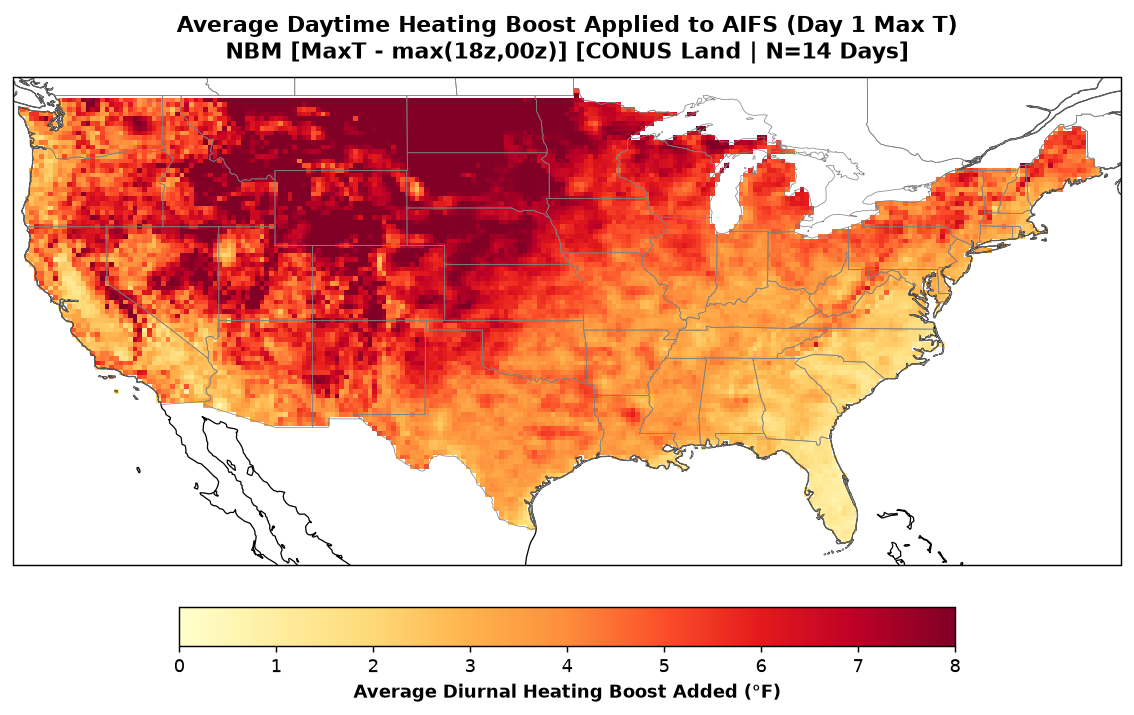 Average Daytime Heating Boost Applied to AIFS (Day 1 Max T)
NBM [MaxT - max(18z,00z)] [CONUS Land | N=14 Days]
0 1 2 3 4 5 6 7 8
Average Diurnal Heating Boost Added (°F)